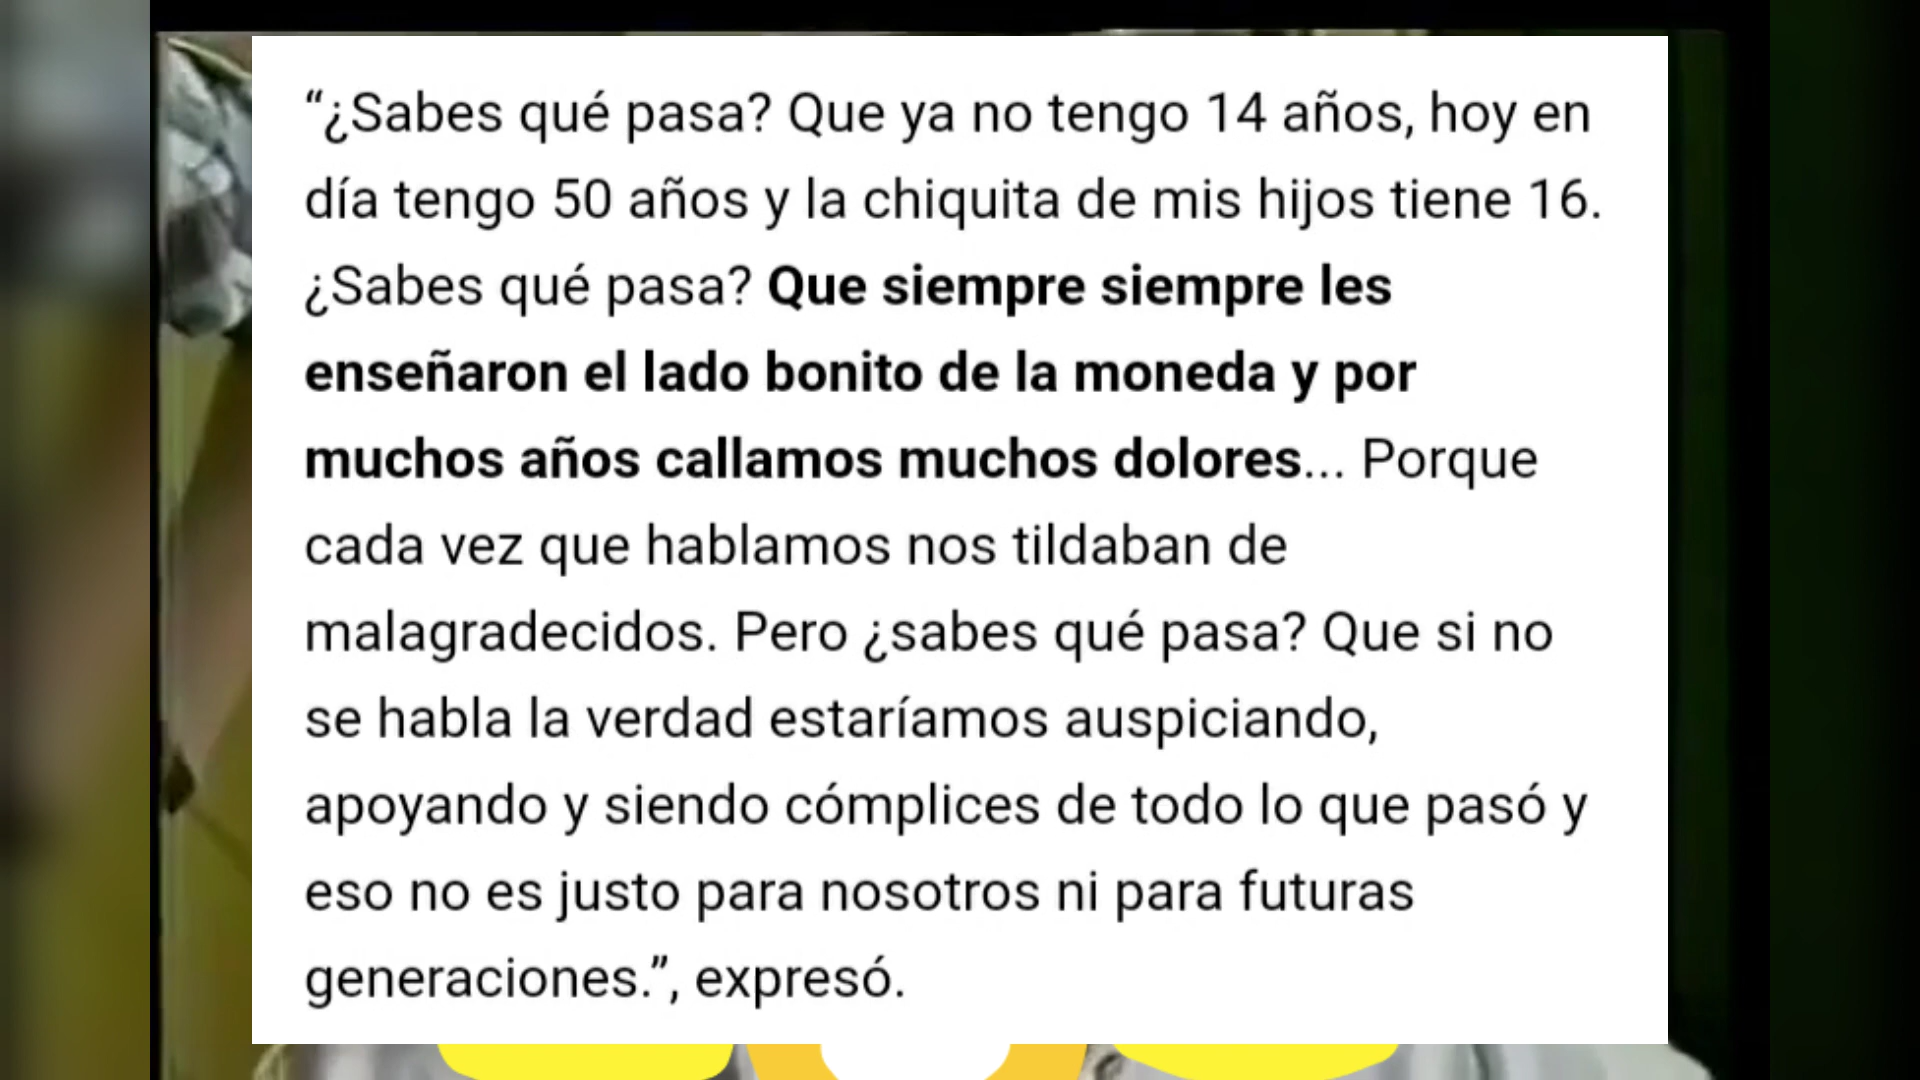 “¿Sabes qué pasa? Que ya no tengo 14 años, hoy en
día tengo 50 años y la chiquita de mis hijos tiene 16.
¿Sabes qué pasa? Que siempre siempre les
enseñaron el lado bonito de la moneda y por
muchos años callamos muchos dolores... Porque
cada vez que hablamos nos tildaban de
malagradecidos. Pero ¿sabes qué pasa? Que si no
se habla la verdad estaríamos auspiciando,
apoyando y siendo cómplices de todo lo que pasó y
eso no es justo para nosotros ni para futuras
generaciones.”, expresó.